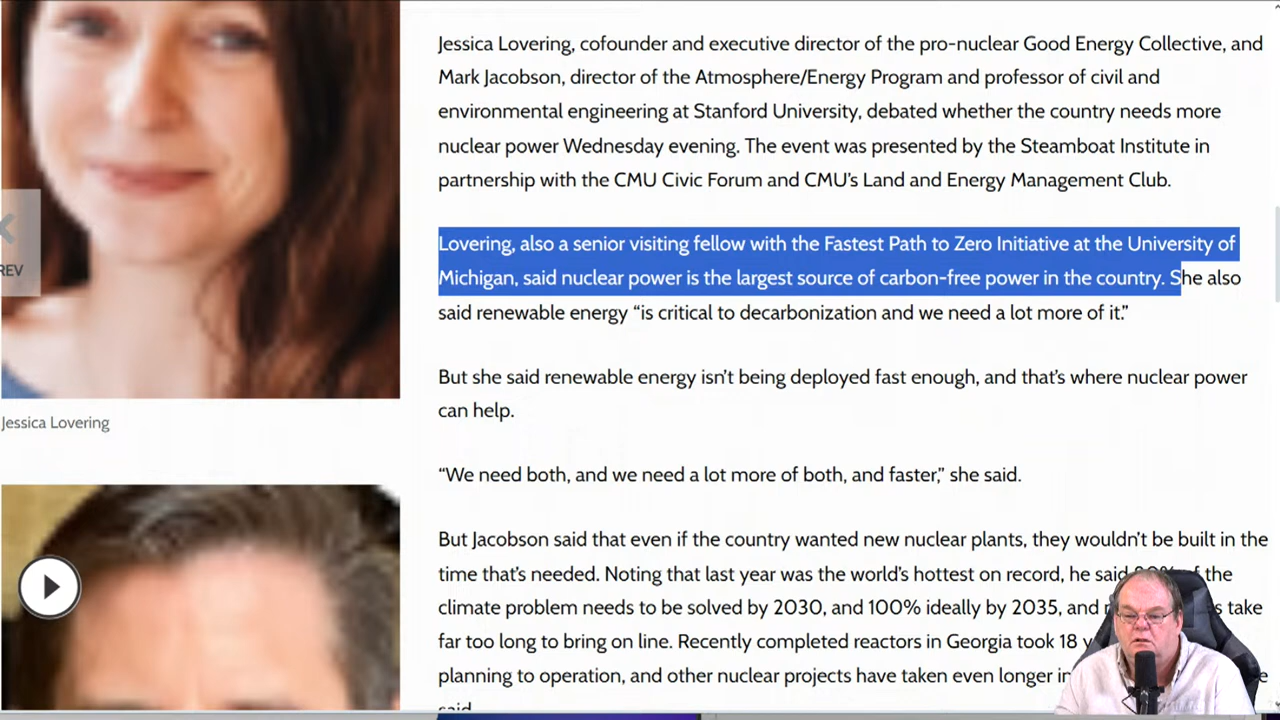 Jessica Lovering, cofounder and executive director of the pro-nuclear Good Energy Collective, and
Mark Jacobson, director of the Atmosphere/Energy Program and professor of civil and
environmental engineering at Stanford University, debated whether the country needs more
nuclear power Wednesday evening. The event was presented by the Steamboat Institute in
partnership with the CMU Civic Forum and CMU's Land and Energy Management Club.
REV
Lovering, also a senior visiting fellow with the Fastest Path to Zero Initiative at the University of
Michigan, said nuclear power is the largest source of carbon-free power in the country. She also
said renewable energy “is critical to decarbonization and we need a lot more of it.”
But she said renewable energy isn't being deployed fast enough, and that's where nuclear power
can help.
Jessica Lovering
“We need both, and we need a lot more of both, and faster,” she said.
But Jacobson said that even if the country wanted new nuclear plants, they wouldn't be built in the
time that's needed. Noting that last year was the world's hottest on record, he said the
climate problem needs to be solved by 2030, and 100% ideally by 2035, and take
far too long to bring on line. Recently completed reactors in Georgia took 18
planning to operation, and other nuclear projects have taken even longer
said